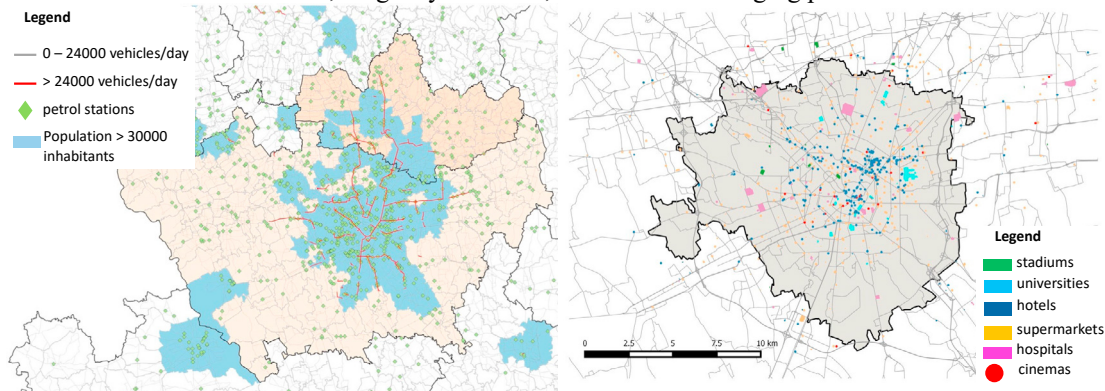 Legend
0 – 24000 vehicles/day
> 24000 vehicles/day
petrol stations
Population > 30000
inhabitants
0
2.5
5
7.5
10 km
Legend
stadiums
universities
hotels
supermarkets
hospitals
cinemas